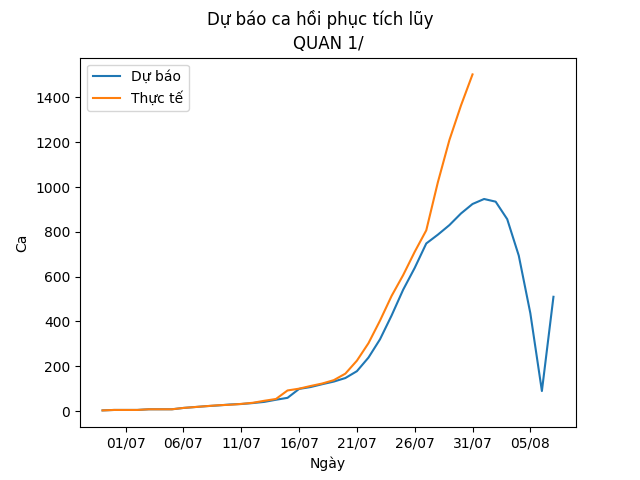 Dự báo ca hồi phục tích lũy
QUAN 1/
Dự báo
Thực tế
1400
1200
1000
800
600
400
200
0
Ca
01/07 06/07 11/07 16/07 21/07 26/07 31/07 05/08
Ngày